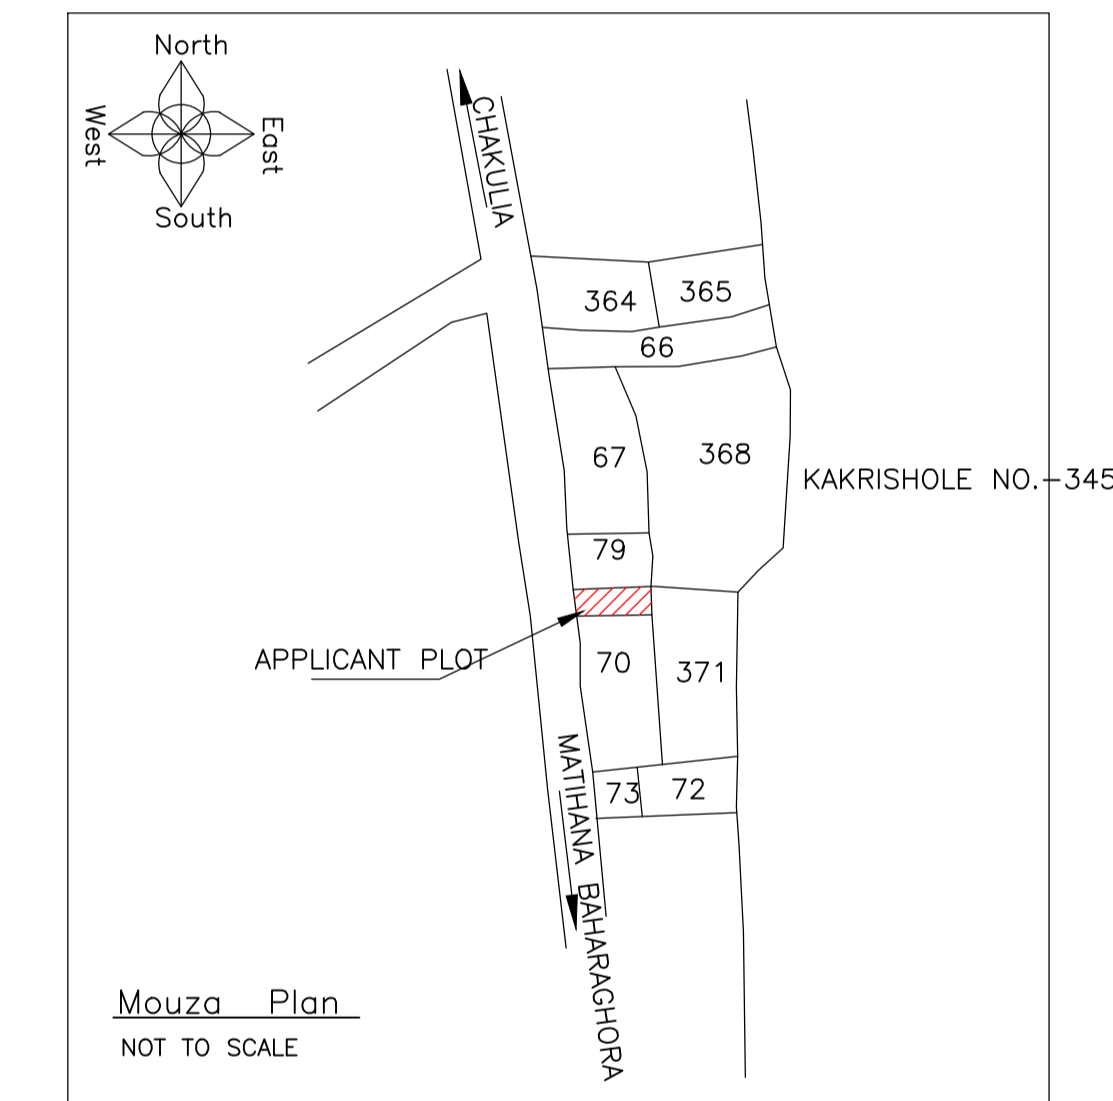 North
West
East
South
CHAKULIA
364
365
66
67
368
KAKRISHOLE NO.-345
79
APPLICANT PLOT
70
371
73
72
MATIHANA BAHARAGHORA
Mouza Plan
NOT TO SCALE